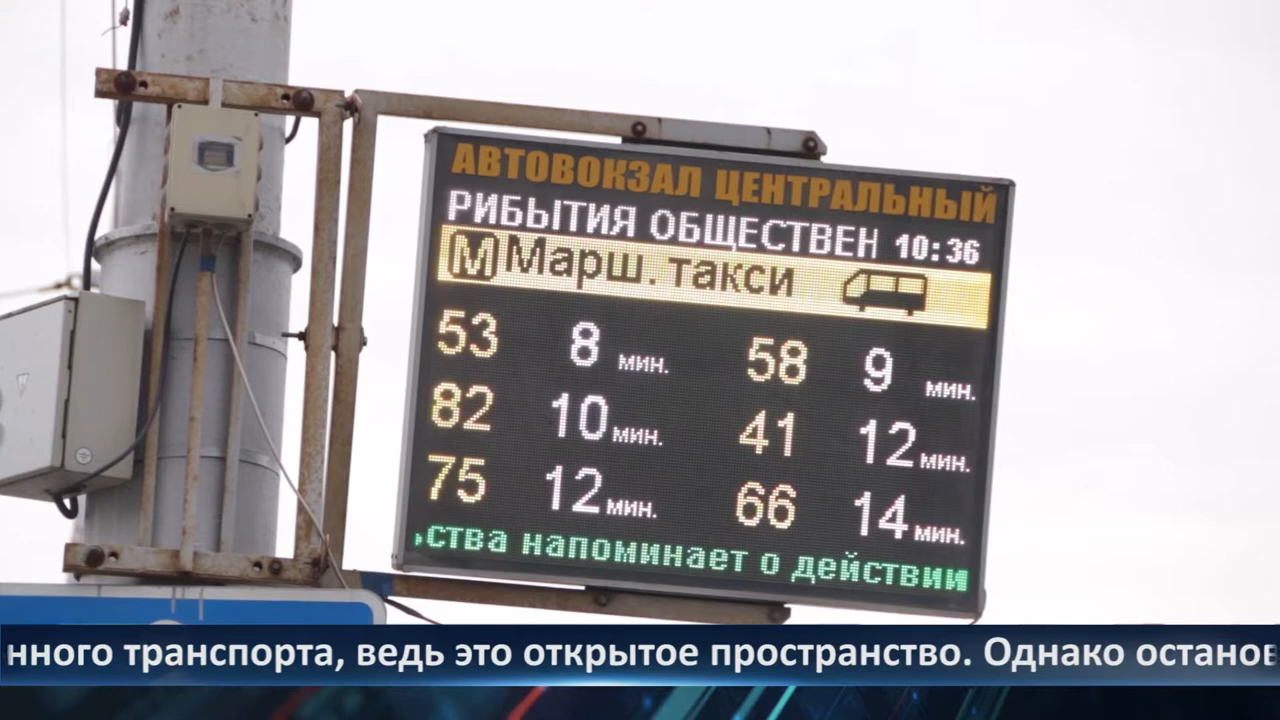 АВТОВОКЗАЛ ЦЕНТРАЛЬНЫЙ
РИБЫТИЯ ОБЩЕСТВЕН 10:36
М Марш. такси
53 8 мин. 58 9 мин.
82 10 мин. 41 12 мин.
75 12 мин. 66 14 мин.
ства напоминает о действии
нного транспорта, ведь это открытое пространство. Однако останов